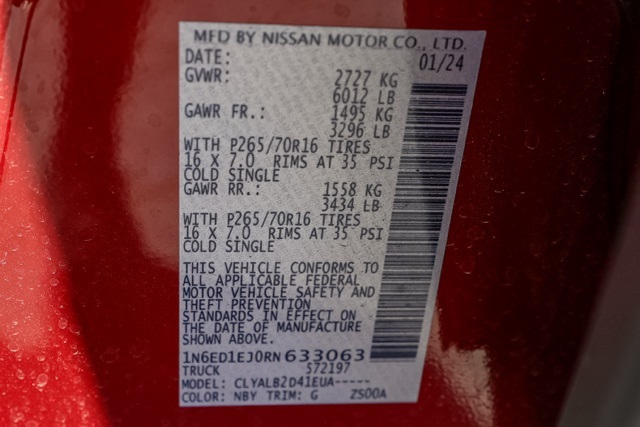 MFD BY NISSAN MOTOR CO., LTD.
DATE: 01/24
GVWR: 2727 KG
6012 LB
GAWR FR.: 1495 KG
3296 LB
WITH P265/70R16 TIRES
16 X 7.0 RIMS AT 35 PSI
COLD SINGLE
GAWR RR.: 1558 KG
3434 LB
WITH P265/70R16 TIRES
16 X 7.0 RIMS AT 35 PSI
COLD SINGLE
THIS VEHICLE CONFORMS TO
ALL APPLICABLE FEDERAL
MOTOR VEHICLE SAFETY AND
THEFT PREVENTION
STANDARDS IN EFFECT ON
THE DATE OF MANUFACTURE
SHOWN ABOVE.
1N6ED1EJ0RN633063
TRUCK 572197
MODEL: CLYALB2D41EUA-----
COLOR: NBY TRIM: G ZS00A